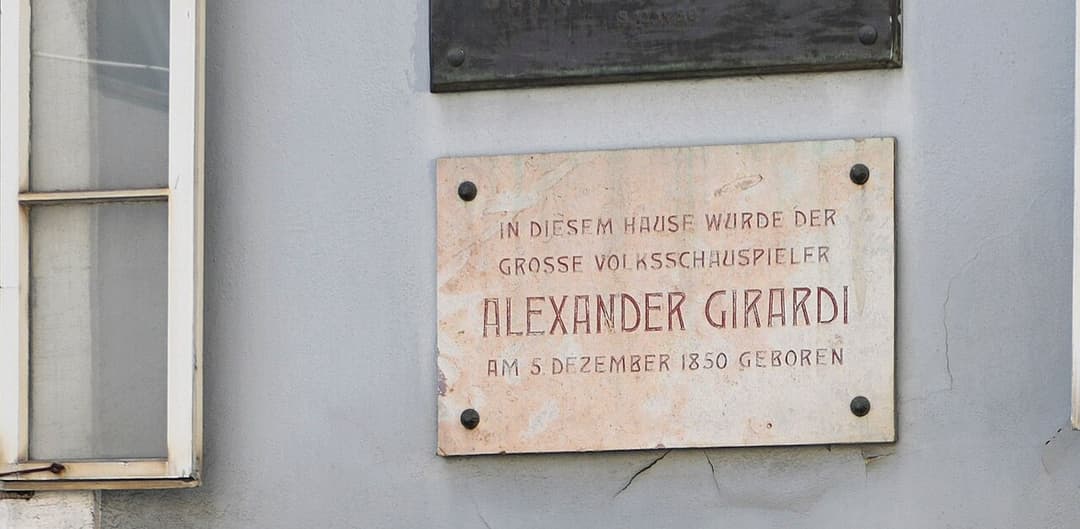 IN DIESEM HAUSE WURDE DER
GROSSE VOLKSSCHAUSPIELER
ALEXANDER GIRARDI
AM 5. DEZEMBER 1850 GEBOREN